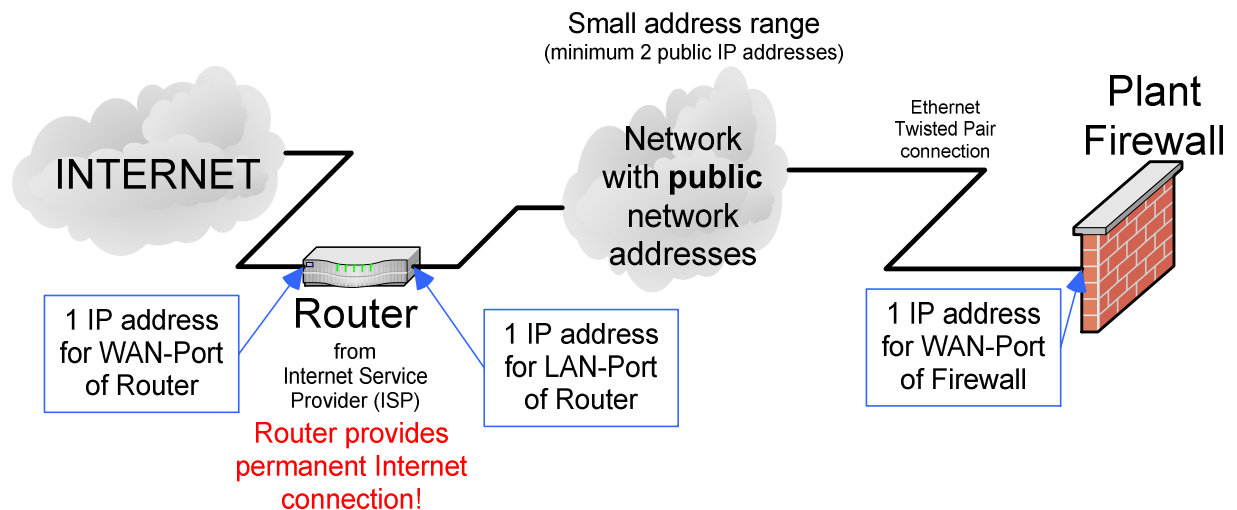 Small address range
(minimum 2 public IP addresses)
INTERNET
Network
with public
network
addresses
Ethernet
Twisted Pair
connection
Plant
Firewall
1 IP address
for WAN-Port
of Router
Router
from
Internet Service
Provider (ISP)
Router provides
permanent Internet
connection!
1 IP address
for LAN-Port
of Router
1 IP address
for WAN-Port
of Firewall